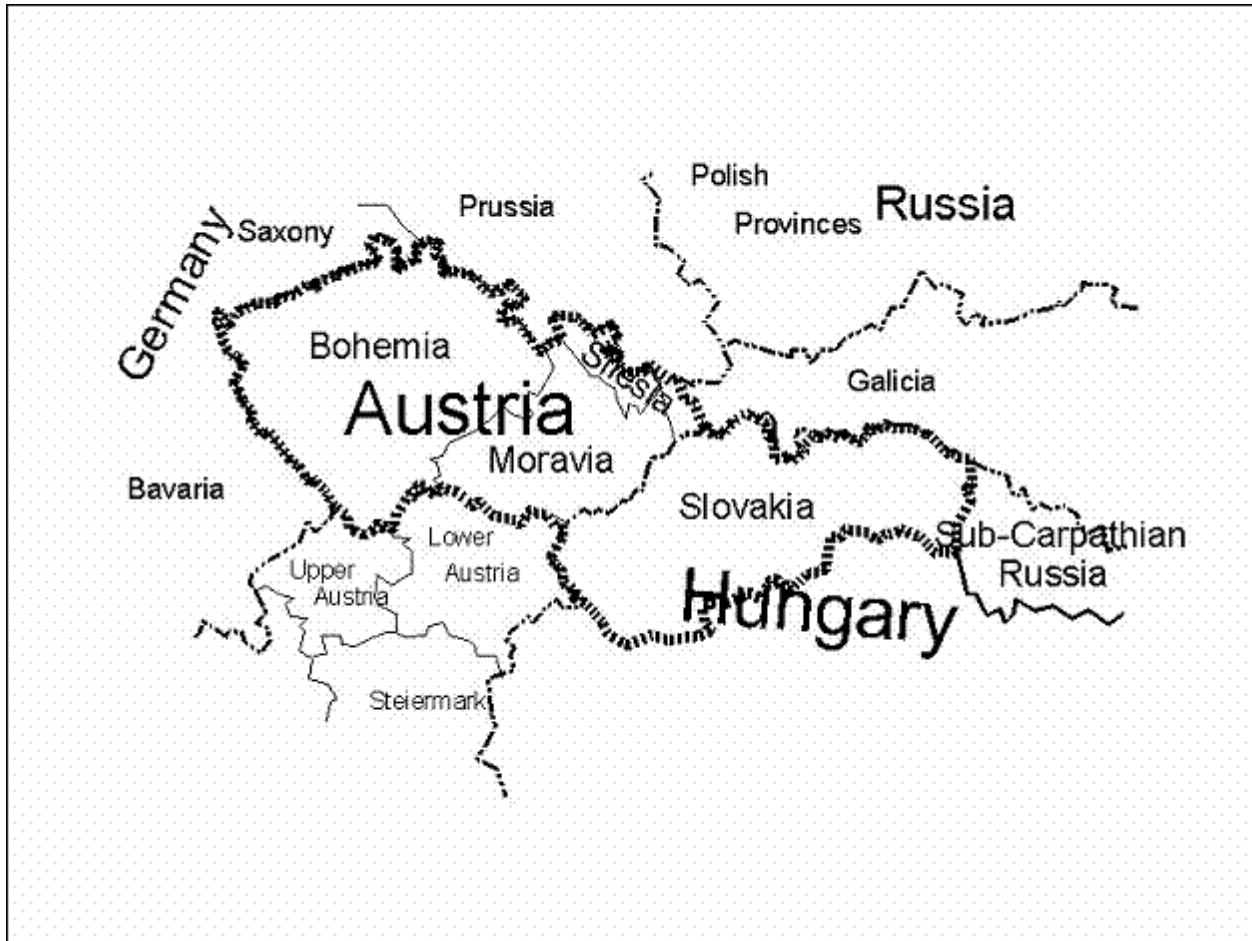 Polish
Provinces
Russia
Prussia
Saxony
Germany
Bohemia
Silesia
Galicia
Austria
Moravia
Bavaria
Slovakia
Lower
Austria
Upper
Austria
Sub-Carpathian
Russia
Hungary
Steiermark